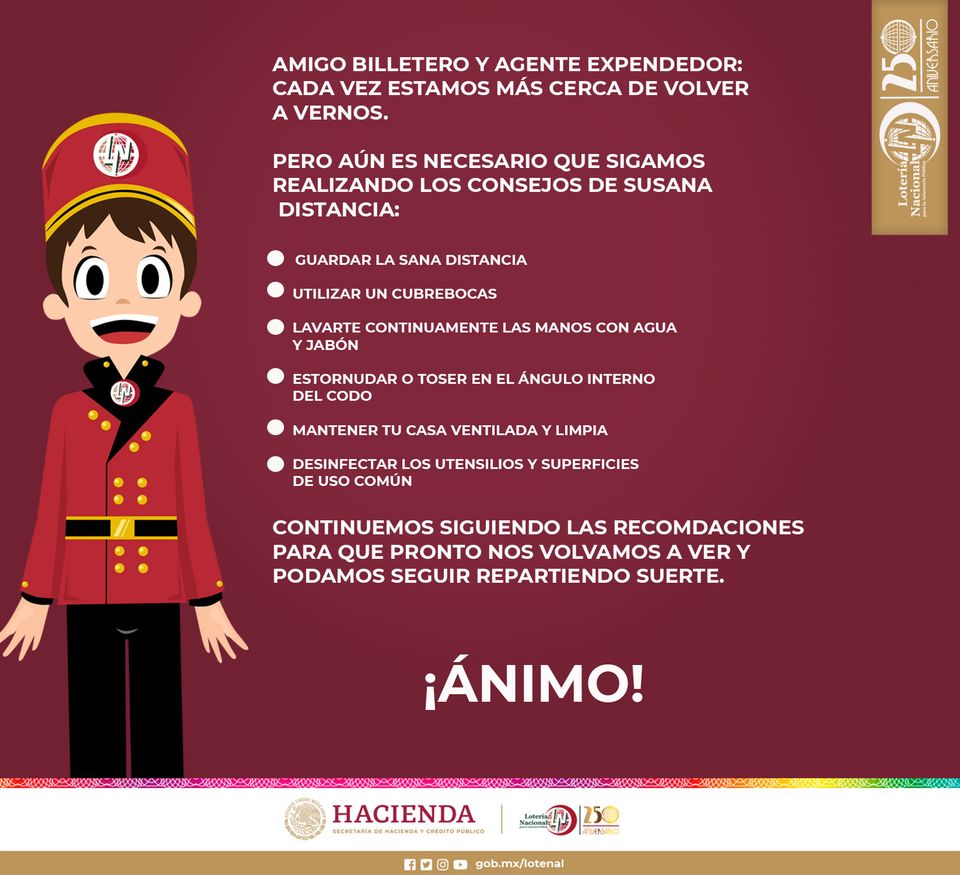 AMIGO BILLETERO Y AGENTE EXPENDEDOR:
CADA VEZ ESTAMOS MÁS CERCA DE VOLVER
A VERNOS.
PERO AÚN ES NECESARIO QUE SIGAMOS
REALIZANDO LOS CONSEJOS DE SUSANA
DISTANCIA:
GUARDAR LA SANA DISTANCIA
UTILIZAR UN CUBREBOCAS
LAVARTE CONTINUAMENTE LAS MANOS CON AGUA
Y JABÓN
ESTORNUDAR O TOSER EN EL ÁNGULO INTERNO
DEL CODO
MANTENER TU CASA VENTILADA Y LIMPIA
DESINFECTAR LOS UTENSILIOS Y SUPERFICIES
DE USO COMÚN
CONTINUEMOS SIGUIENDO LAS RECOMDACIONES
PARA QUE PRONTO NOS VOLVAMOS A VER Y
PODAMOS SEGUIR REPARTIENDO SUERTE.
¡ÁNIMO!
Lotería
Nacional
para la Asistencia Pública
250
ANIVERSARIO
HACIENDA
SECRETARÍA DE HACIENDA Y CRÉDITO PÚBLICO
Lotería
Nacional
250
ANIVERSARIO
gob.mx/lotenal